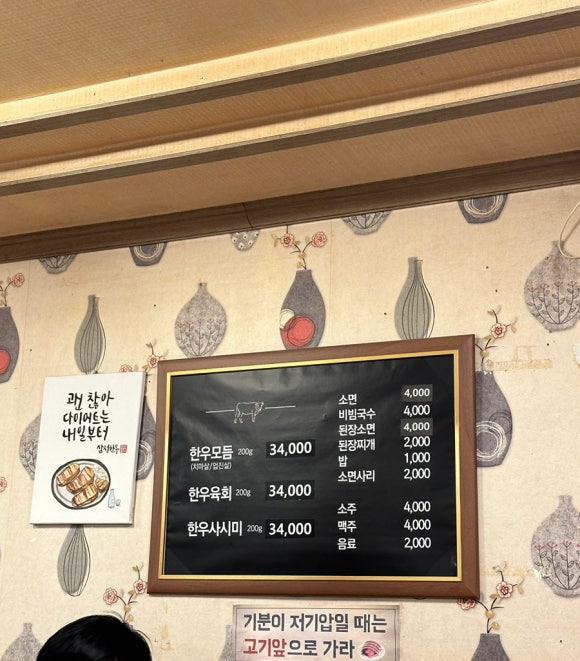 괜찮아
다이어트는
내일부터
한우모듬 200g 34,000
(치마살/업진살)
한우육회 200g 34,000
한우사시미 200g 34,000
소면 4,000
비빔국수 4,000
된장소면 4,000
된장찌개 2,000
밥 1,000
소면사리 2,000
소주 4,000
맥주 4,000
음료 2,000
기분이 저기압일 때는
고기앞으로 가라